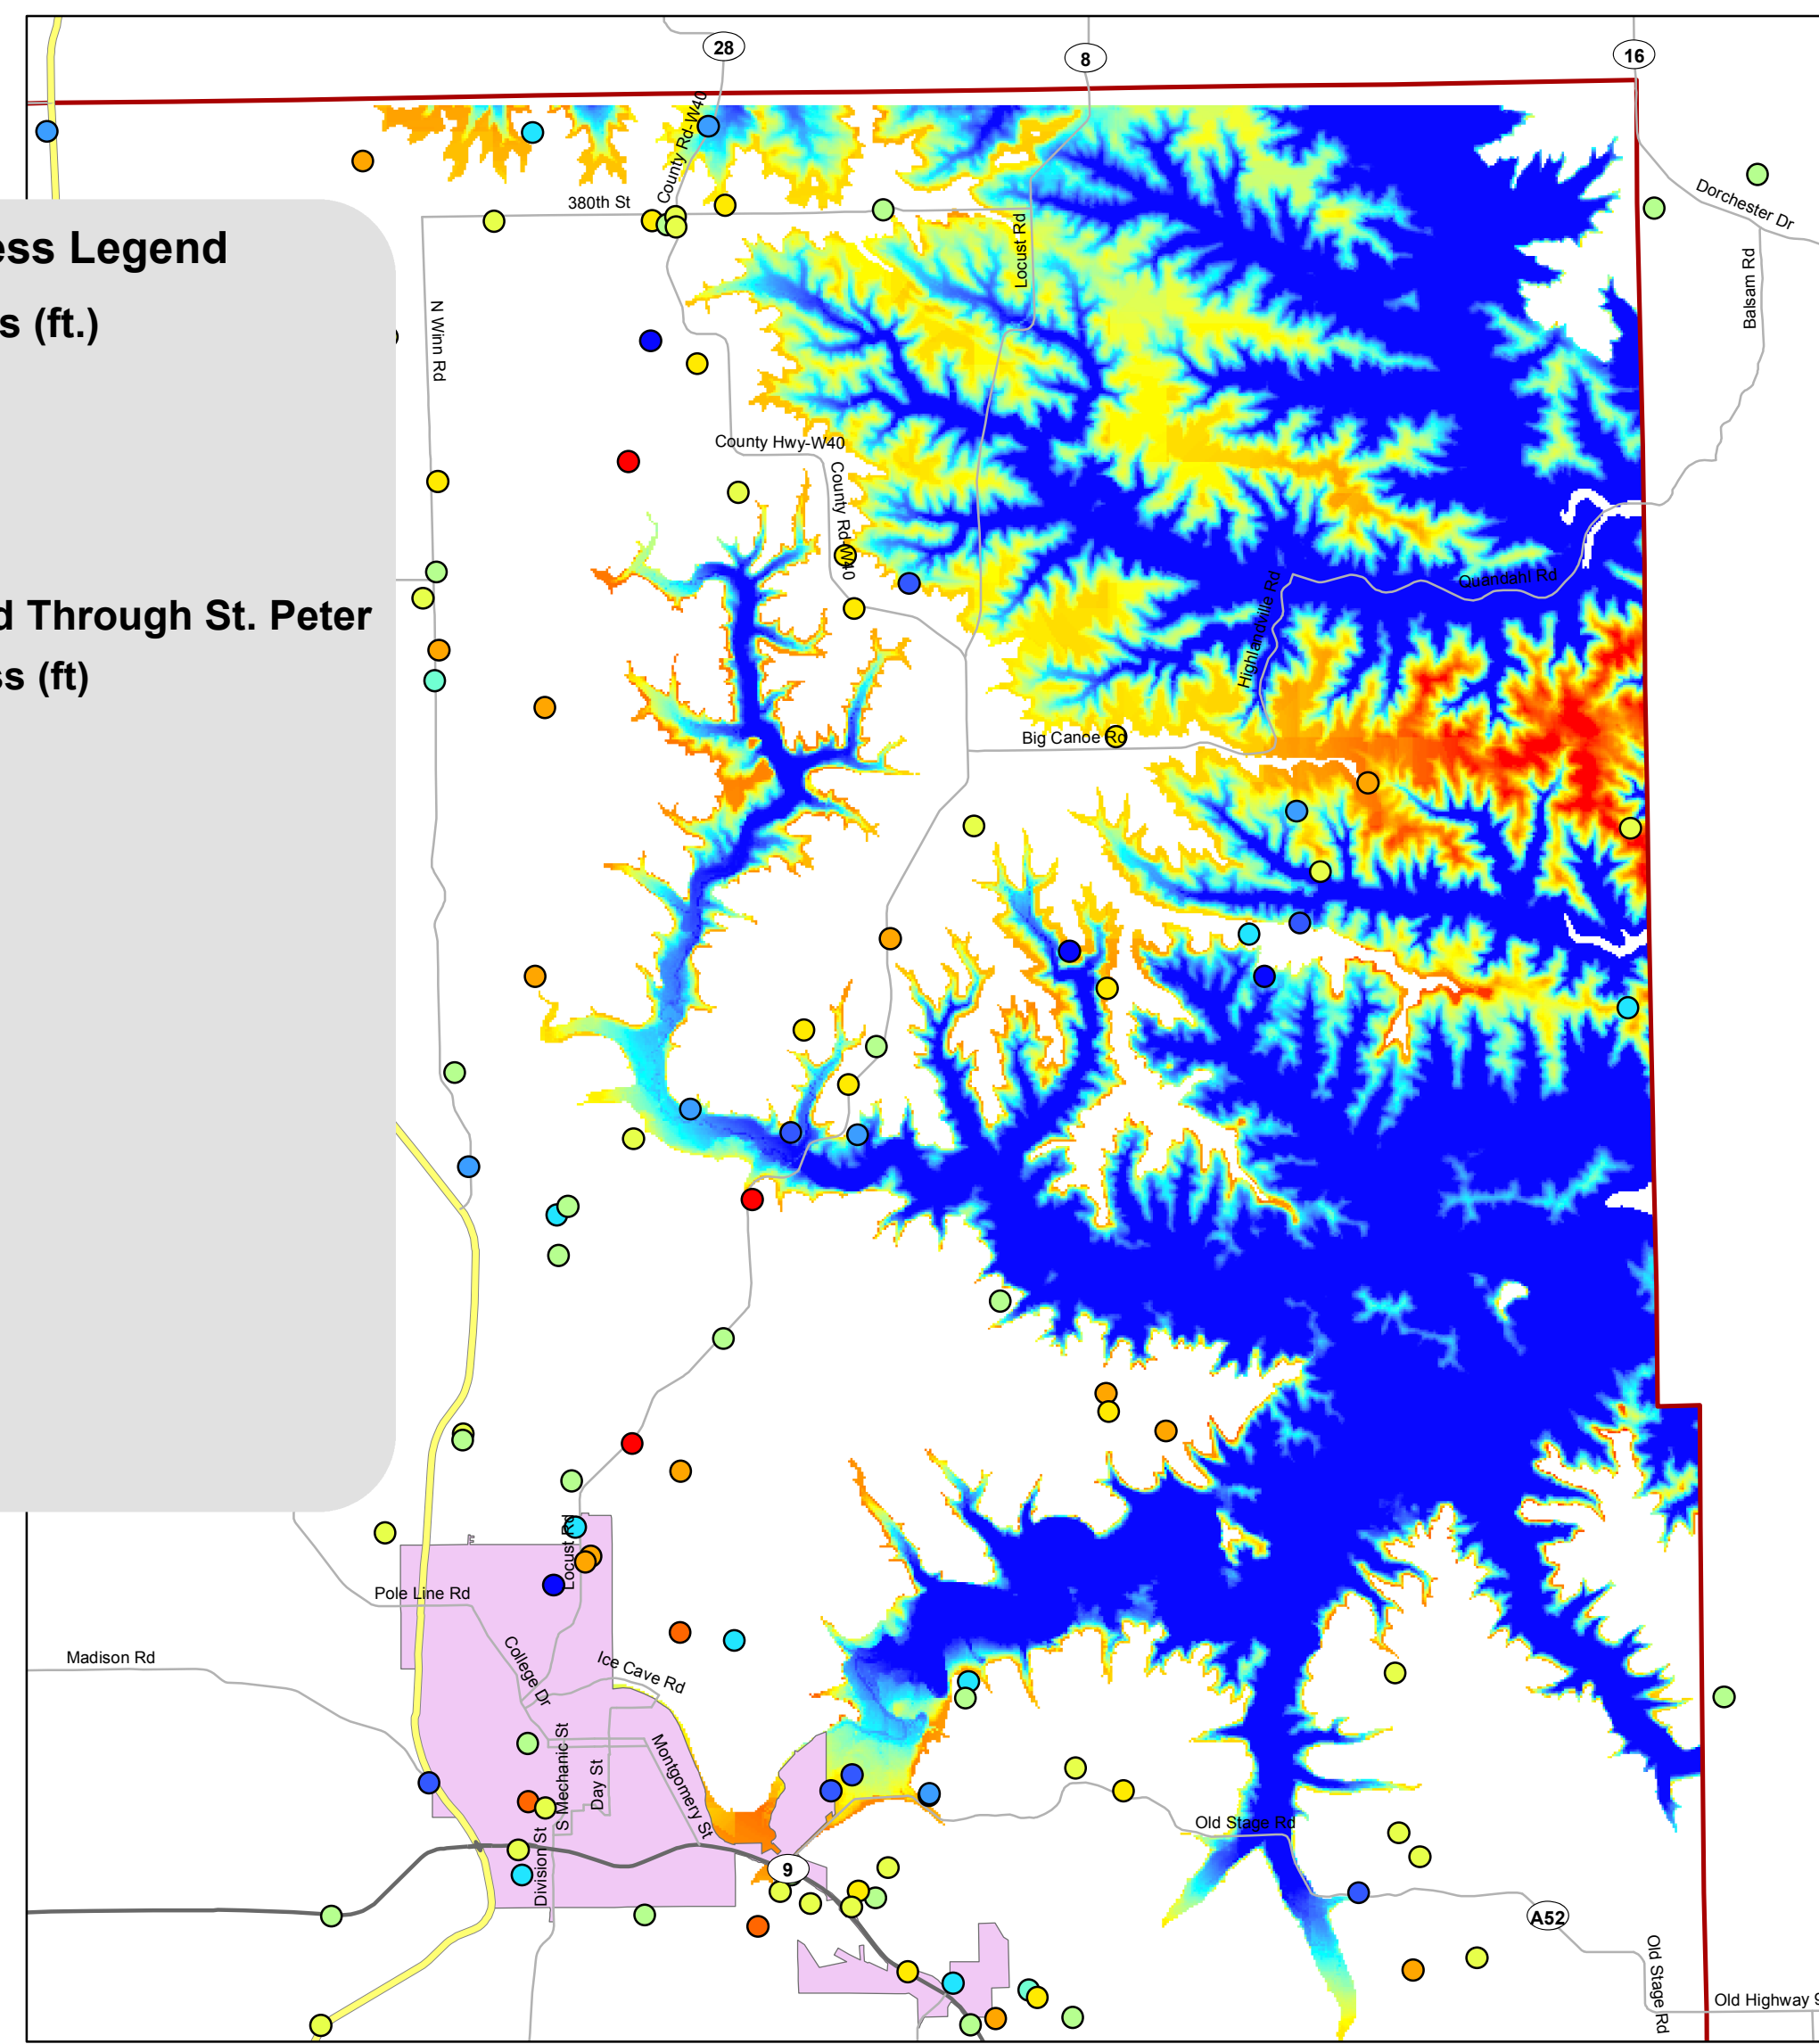 28
8
16
County Rd-W40
380th St
Dorchester Dr
ess Legend
Locust Rd
Balsam Rd
s (ft.)
N Winn Rd
County Hwy-W40
County Rd-W40
Quandahl Rd
d Through St. Peter
Highlandville Rd
ss (ft)
Big Canoe Rd
Locust Rd
Pole Line Rd
Madison Rd
College Dr
Ice Cave Rd
S Mechanic St
Day St
Montgomery St
Old Stage Rd
Division St
9
A52
Old Stage Rd
Old Highway 9